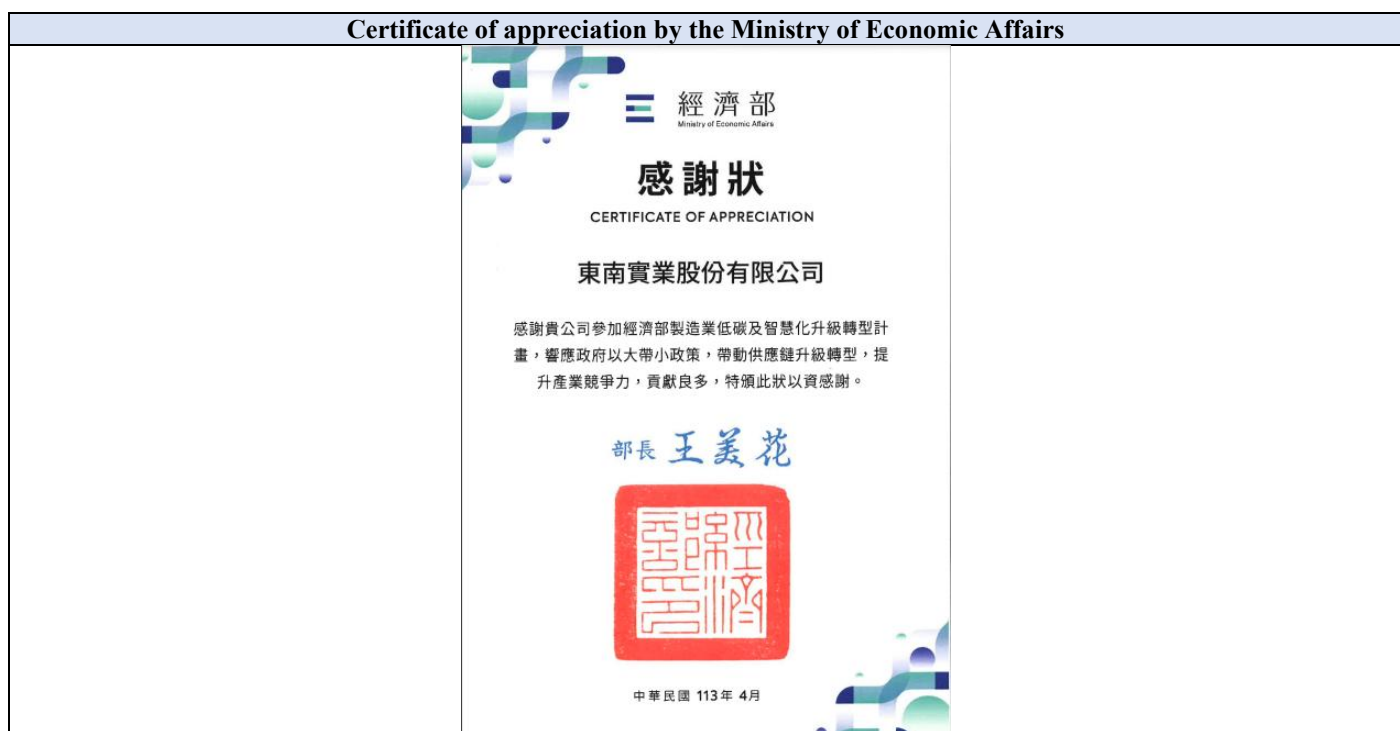 Certificate of appreciation by the Ministry of Economic Affairs
經濟部
Ministry of Economic Affairs
感謝狀
CERTIFICATE OF APPRECIATION
東南實業股份有限公司
感謝貴公司參加經濟部製造業低碳及智慧化升級轉型計
畫，響應政府以大帶小政策，帶動供應鏈升級轉型，提
升產業競爭力，貢獻良多，特頒此狀以資感謝。
部長 王美花
經濟部印
中華民國 113年 4月